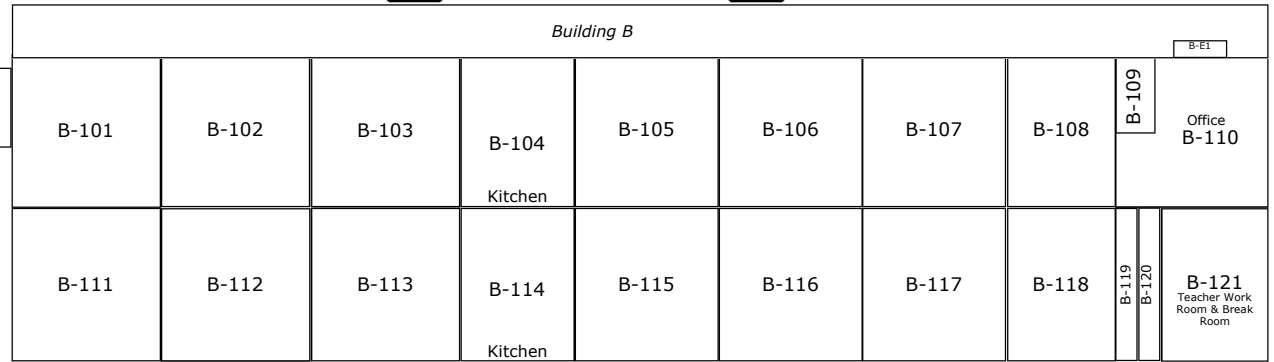 Building B
B-E1
B-101
B-102
B-103
B-104
Kitchen
B-105
B-106
B-107
B-108
B-109
Office
B-110
B-111
B-112
B-113
B-114
Kitchen
B-115
B-116
B-117
B-118
B-119
B-120
B-121
Teacher Work
Room & Break
Room